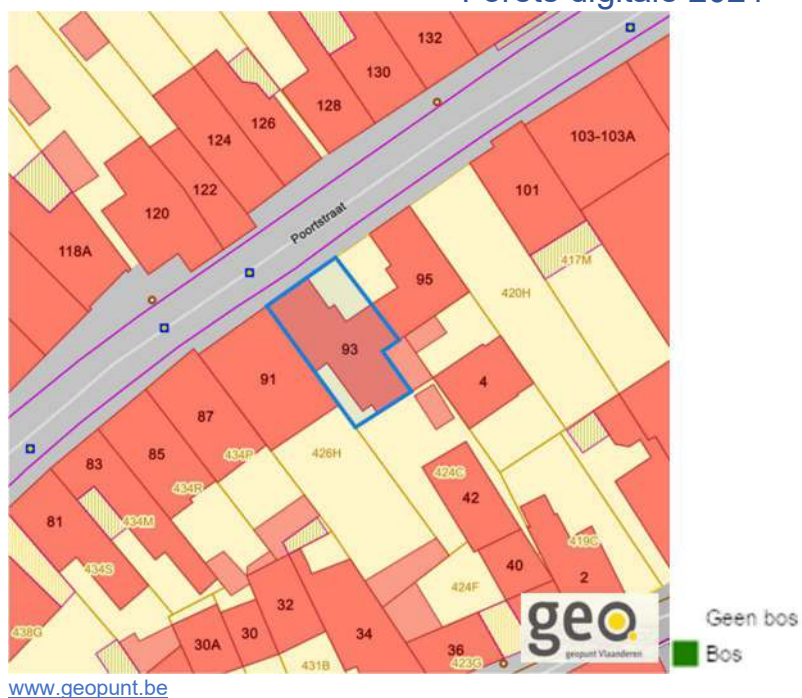 132
130
128
126
124
122
120
118A
103-103A
101
417M
Poortstraat
95
420H
93
4
91
87
434P
426H
85
434R
83
424C
42
81
434M
419C
40
434S
424F
2
32
30
30A
34
36
438G
431B
423G
geo
geopunt Vlaanderen
Geen bos
Bos
www.geopunt.be